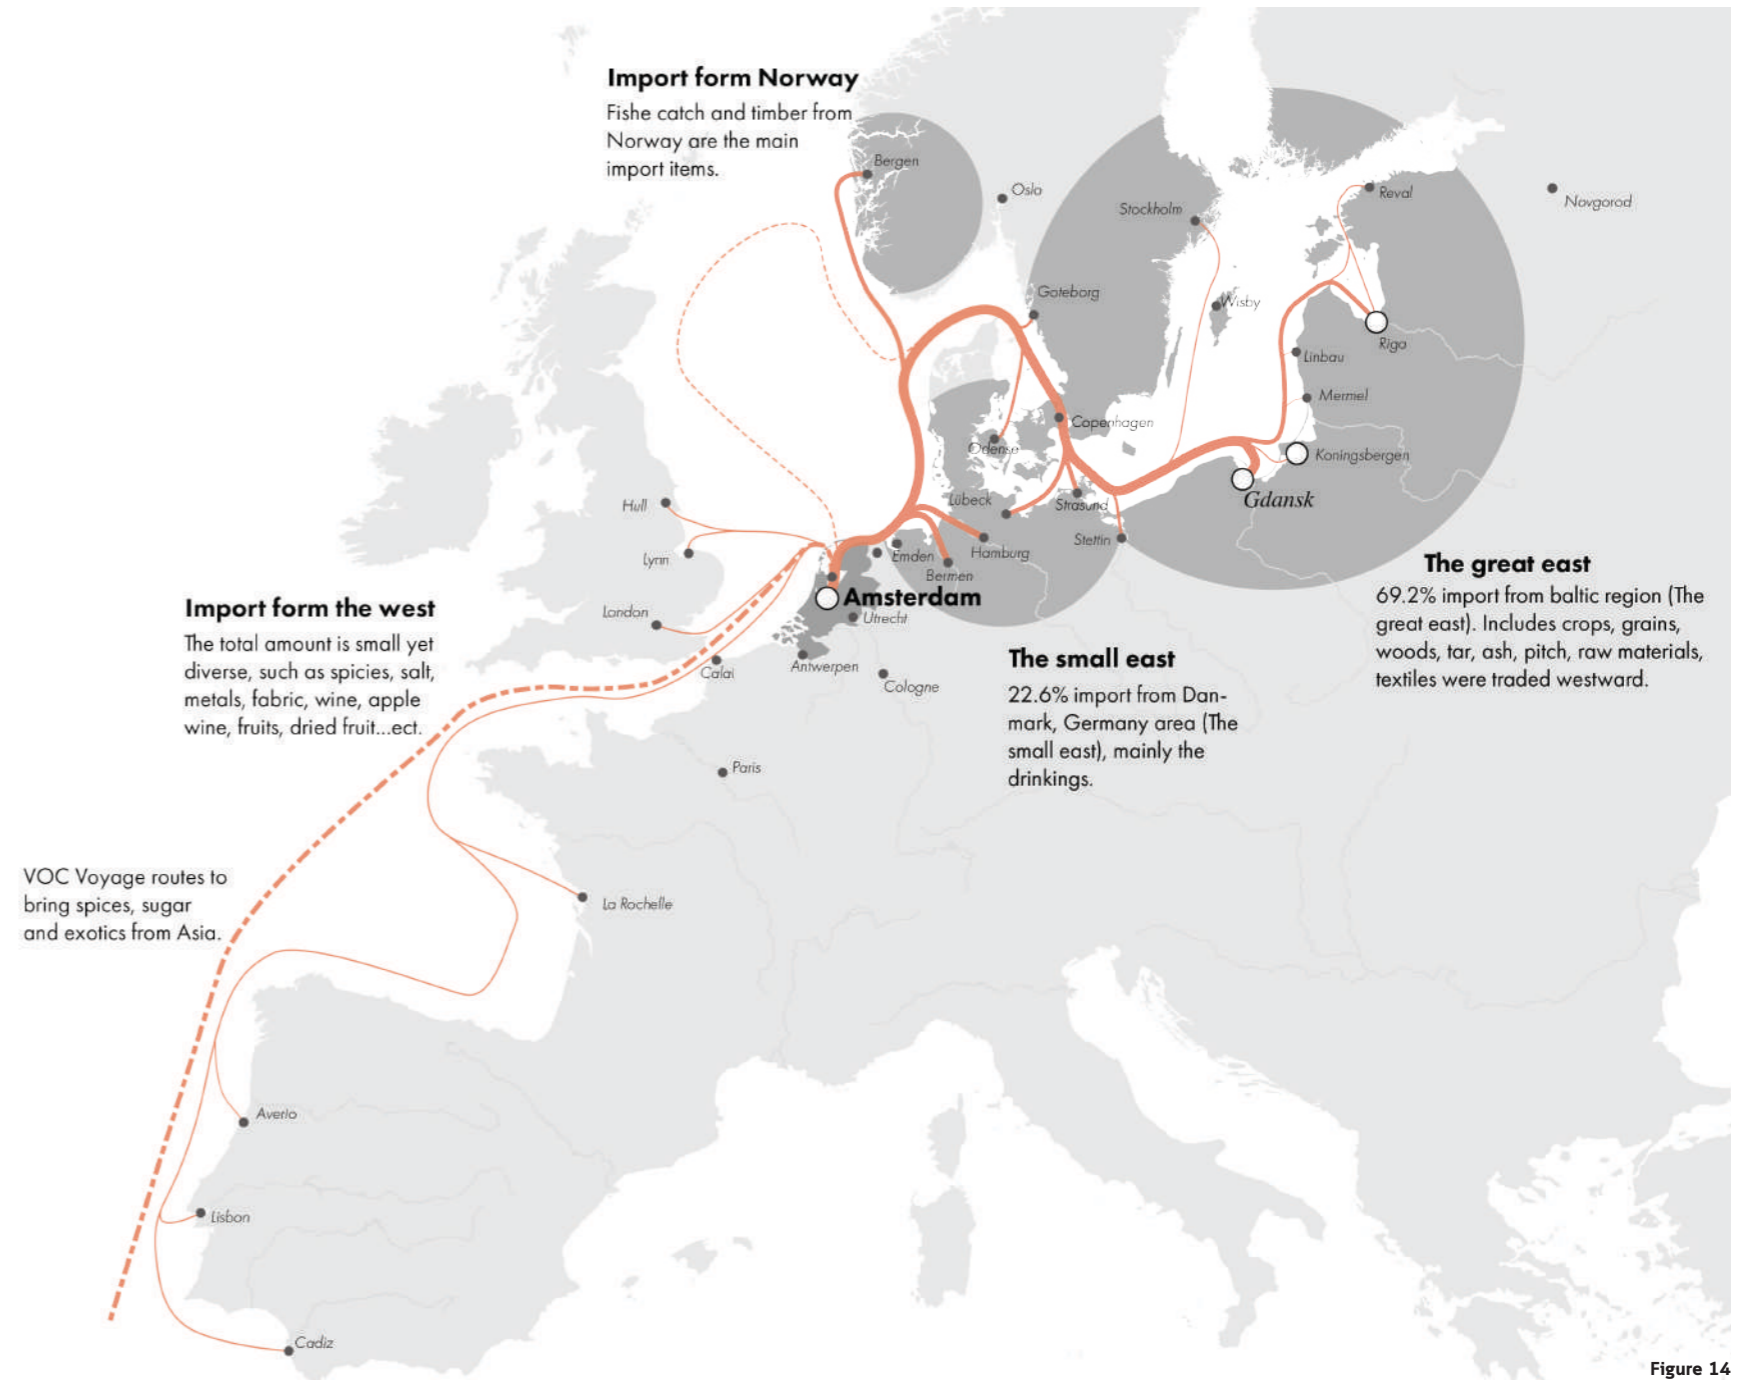 Import form Norway
Fishe catch and timber from
Norway are the main
import items.
Bergen
Oslo
Stockholm
Reval
Novgorod
Goteborg
Wisby
Riga
Linbau
Mermel
Copenhagen
Odense
Koningsbergen
Gdansk
Lübeck
Strasund
Stettin
Hull
Lynn
Emden
Hamburg
Bermen
London
Amsterdam
Utrecht
Calai
Antwerpen
Cologne
Paris
Import form the west
The total amount is small yet
diverse, such as spicies, salt,
metals, fabric, wine, apple
wine, fruits, dried fruit...ect.
The small east
22.6% import from Dan-
mark, Germany area (The
small east), mainly the
drinkings.
The great east
69.2% import from baltic region (The
great east). Includes crops, grains,
woods, tar, ash, pitch, raw materials,
textiles were traded westward.
VOC Voyage routes to
bring spices, sugar
and exotics from Asia.
La Rochelle
Averio
Lisbon
Cadiz
Figure 14